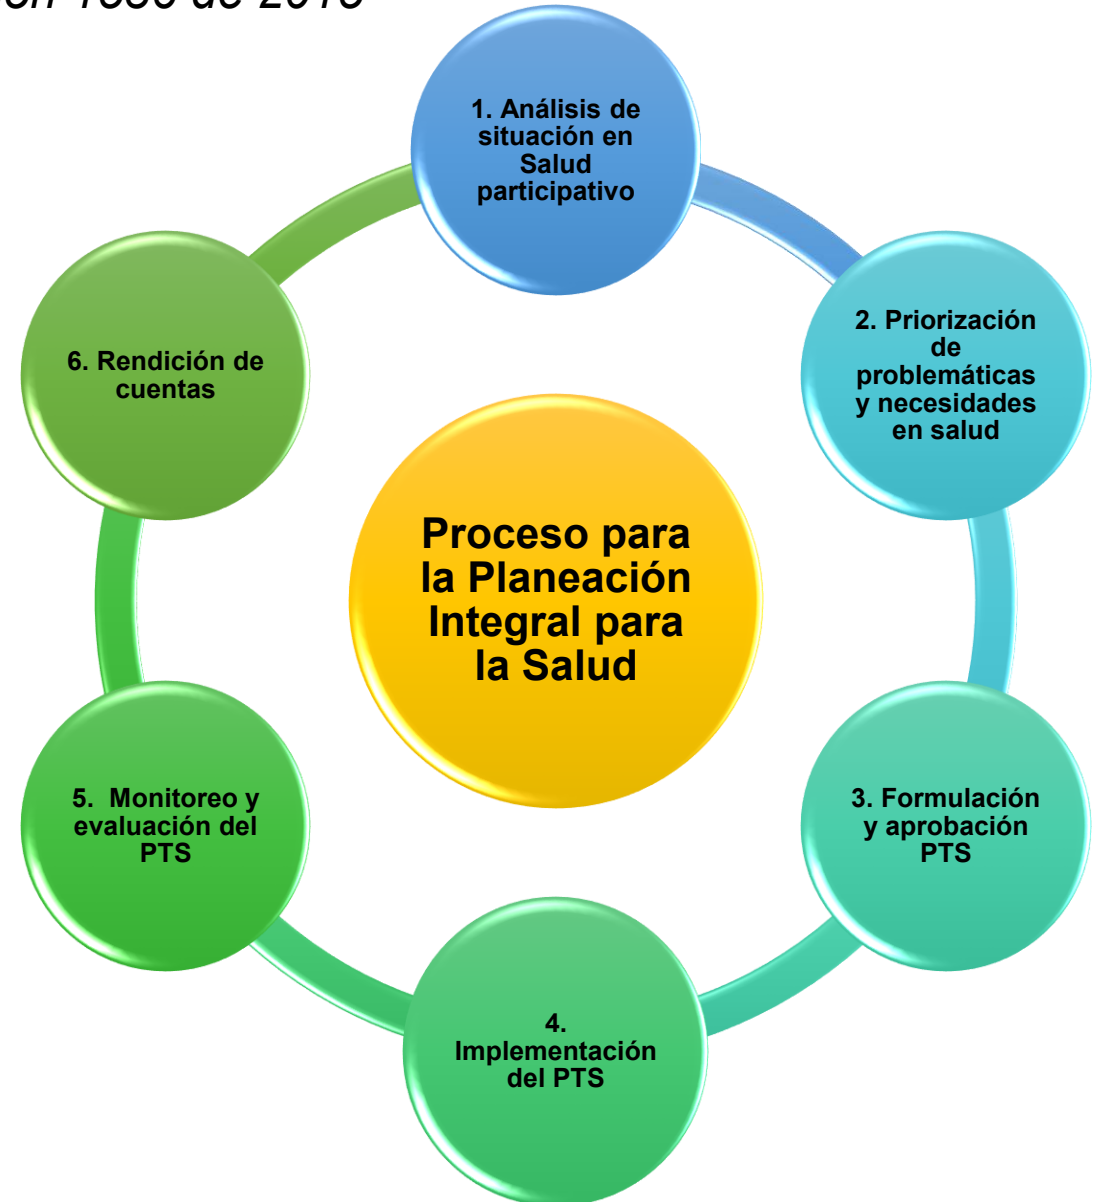 de
1. Análisis de
situación en
Salud
participativo
2. Priorización
de
problemáticas
y necesidades
en salud
6. Rendición de
cuentas
Proceso para
la Planeación
Integral para
la Salud
5.  Monitoreo y
evaluación del
PTS
3. Formulación
y aprobación
PTS
4.
Implementación
del PTS